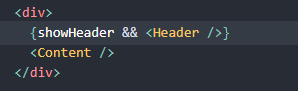 <div>
{showHeader && <Header />}
<Content />
</div>